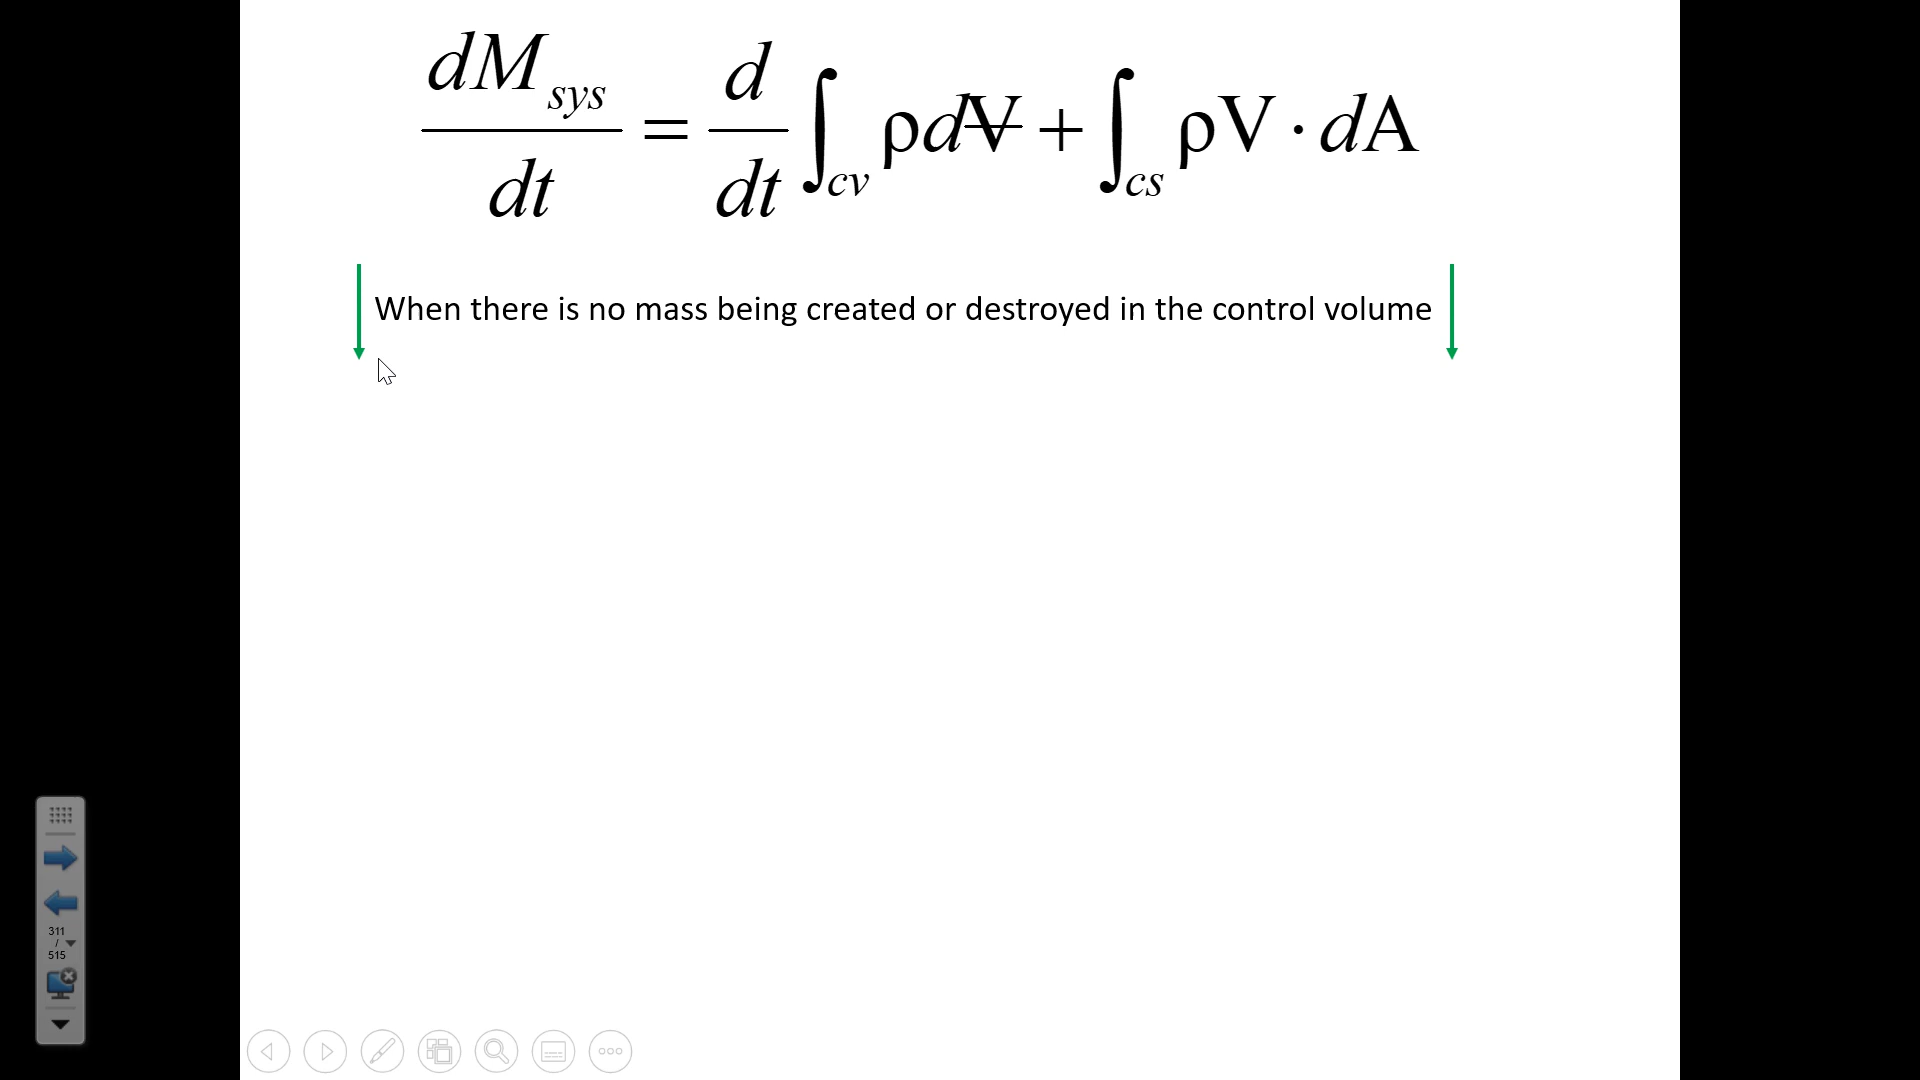 dM_sys/dt = d/dt ∫_cv ρdV̶ + ∫_cs ρV · dA
When there is no mass being created or destroyed in the control volume
311
/
515